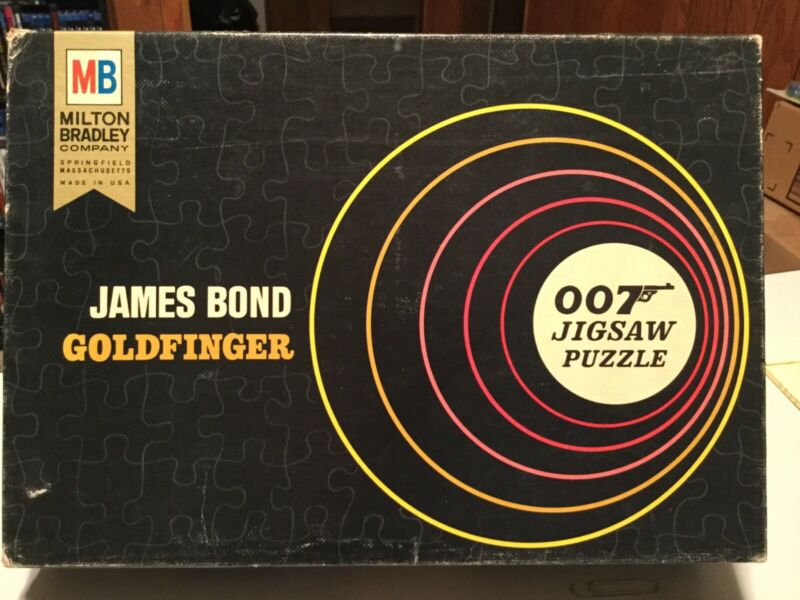 MB
MILTON
BRADLEY
COMPANY
SPRINGFIELD
MASSACHUSETTS
MADE IN USA
JAMES BOND
GOLDFINGER
007
JIGSAW
PUZZLE